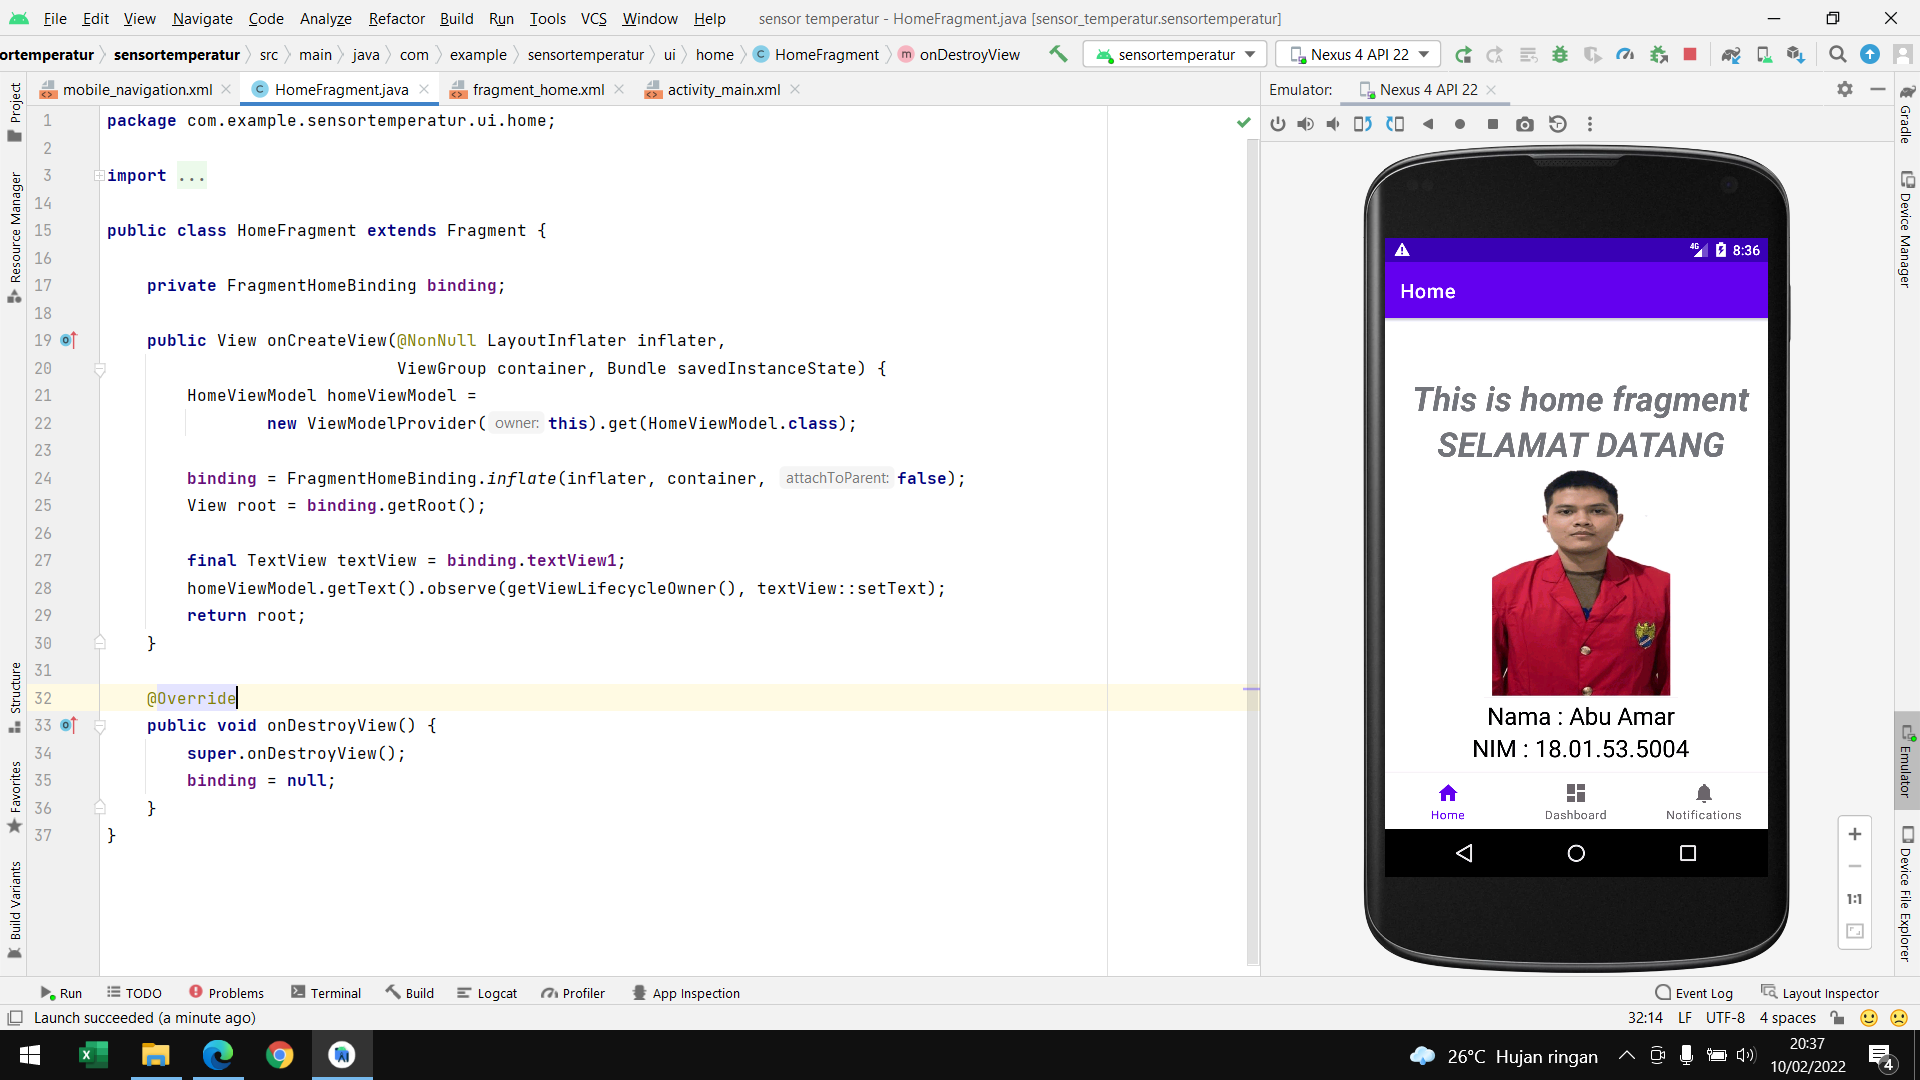 File Edit View Navigate Code Analyze Refactor Build Run Tools VCS Window Help sensor temperatur - HomeFragment.java [sensor_temperatur.sensortemperatur]
ortemperatur sensortemperatur src main java com example sensortemperatur ui home HomeFragment onDestroyView sensortemperatur Nexus 4 API 22
mobile_navigation.xml HomeFragment.java fragment_home.xml activity_main.xml
Emulator: Nexus 4 API 22
Project
Resource Manager
Structure
Favorites
Build Variants
1 package com.example.sensortemperatur.ui.home;
2
3 import ...
14
15 public class HomeFragment extends Fragment {
16
17 private FragmentHomeBinding binding;
18
19 public View onCreateView(@NonNull LayoutInflater inflater,
20 ViewGroup container, Bundle savedInstanceState) {
21 HomeViewModel homeViewModel =
22 new ViewModelProvider( owner: this).get(HomeViewModel.class);
23
24 binding = FragmentHomeBinding.inflate(inflater, container, attachToParent: false);
25 View root = binding.getRoot();
26
27 final TextView textView = binding.textView1;
28 homeViewModel.getText().observe(getViewLifecycleOwner(), textView::setText);
29 return root;
30 }
31
32 @Override
33 public void onDestroyView() {
34 super.onDestroyView();
35 binding = null;
36 }
37 }
4G 8:36
Home
This is home fragment
SELAMAT DATANG
Nama : Abu Amar
NIM : 18.01.53.5004
Home Dashboard Notifications
1:1
Gradle
Device Manager
Emulator
Device File Explorer
Run TODO Problems Terminal Build Logcat Profiler App Inspection Event Log Layout Inspector
Launch succeeded (a minute ago) 32:14 LF UTF-8 4 spaces
26°C Hujan ringan 20:37
10/02/2022 4